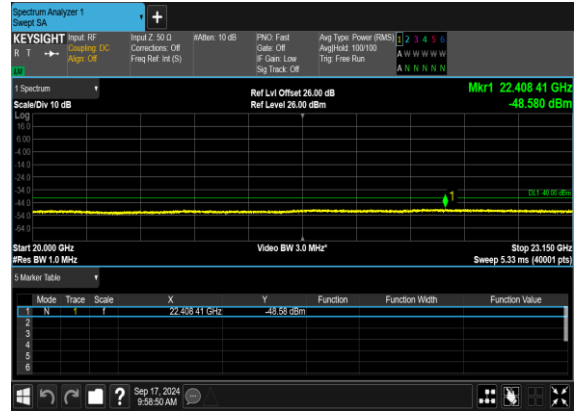 Spectrum Analyzer 1
Swept SA
KEYSIGHT
R T
Input: RF
Coupling: DC
Align: Off
Input Z: 50 Ω
Corrections: Off
Freq Ref: Int (S)
#Atten: 10 dB
PNO: Fast
Gate: Off
IF Gain: Low
Sig Track: Off
Avg Type: Power (RMS)
Avg|Hold: 100/100
Trig: Free Run
1 2 3 4 5 6
A W W W W W
A N N N N N
1 Spectrum
Scale/Div 10 dB
Ref Lvl Offset 26.00 dB
Ref Level 26.00 dBm
Mkr1 22.408 41 GHz
-48.580 dBm
Log
16.0
6.00
-4.00
-14.0
-24.0
-34.0
-44.0
-54.0
-64.0
DL1 -40.00 dBm
1
Start 20.000 GHz
#Res BW 1.0 MHz
Video BW 3.0 MHz*
Stop 23.150 GHz
Sweep 5.33 ms (40001 pts)
5 Marker Table
Mode Trace Scale X Y Function Function Width Function Value
1 N 1 f 22.408 41 GHz -48.58 dBm
2
3
4
5
6
Sep 17, 2024
9:58:50 AM